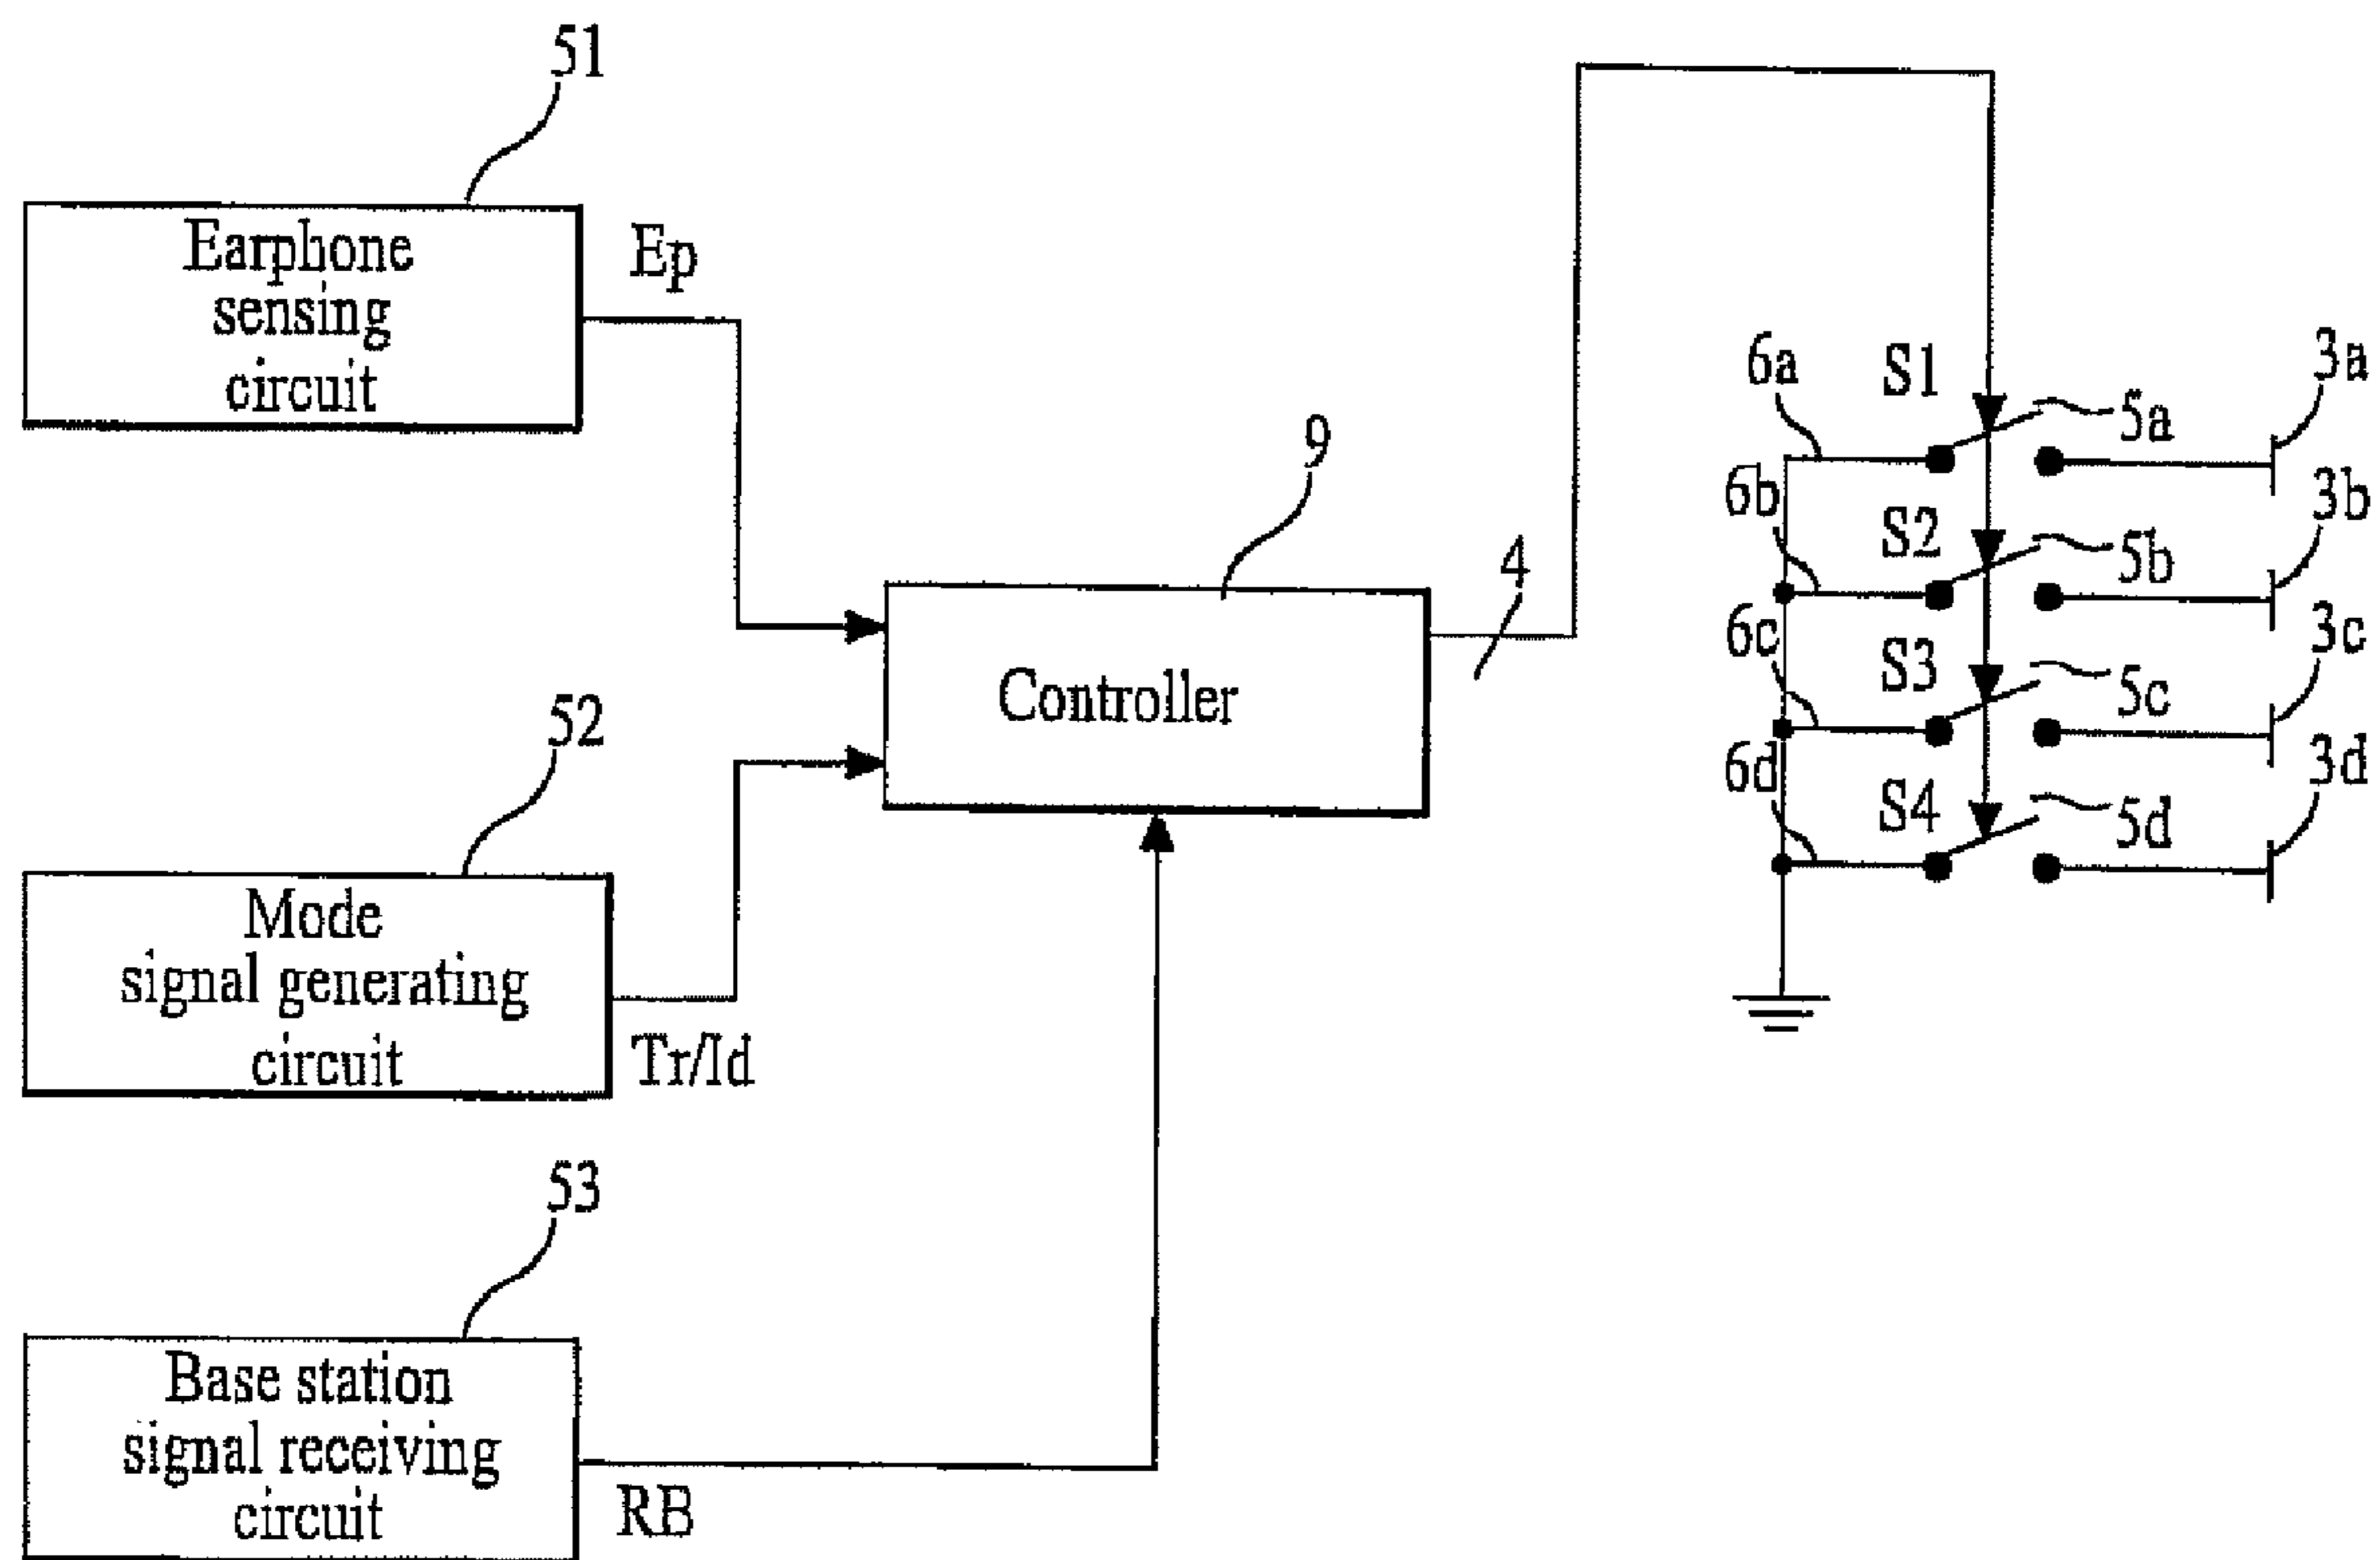 51
Earphone
sensing
circuit
Ep
9
Controller
4
52
Mode
signal generating
circuit
Tr/Id
53
Base station
signal receiving
circuit
RB
6a
S1
5a
3a
6b
S2
5b
3b
6c
S3
5c
3c
6d
S4
5d
3d